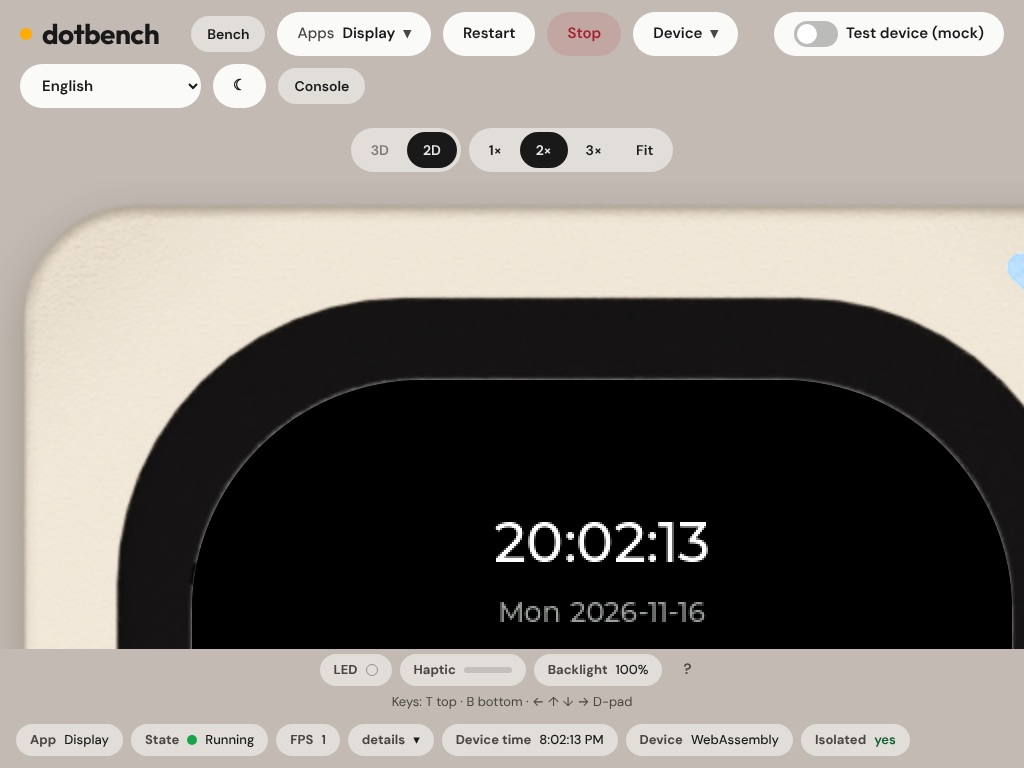 dotbench Bench Apps Display ▾ Restart Stop Device ▾ Test device (mock)
English Console
3D 2D 1× 2× 3× Fit
20:02:13
Mon 2026-11-16
LED Haptic Backlight 100% ?
Keys: T top · B bottom · ← ↑ ↓ → D-pad
App Display State Running FPS 1 details ▾ Device time 8:02:13 PM Device WebAssembly Isolated yes